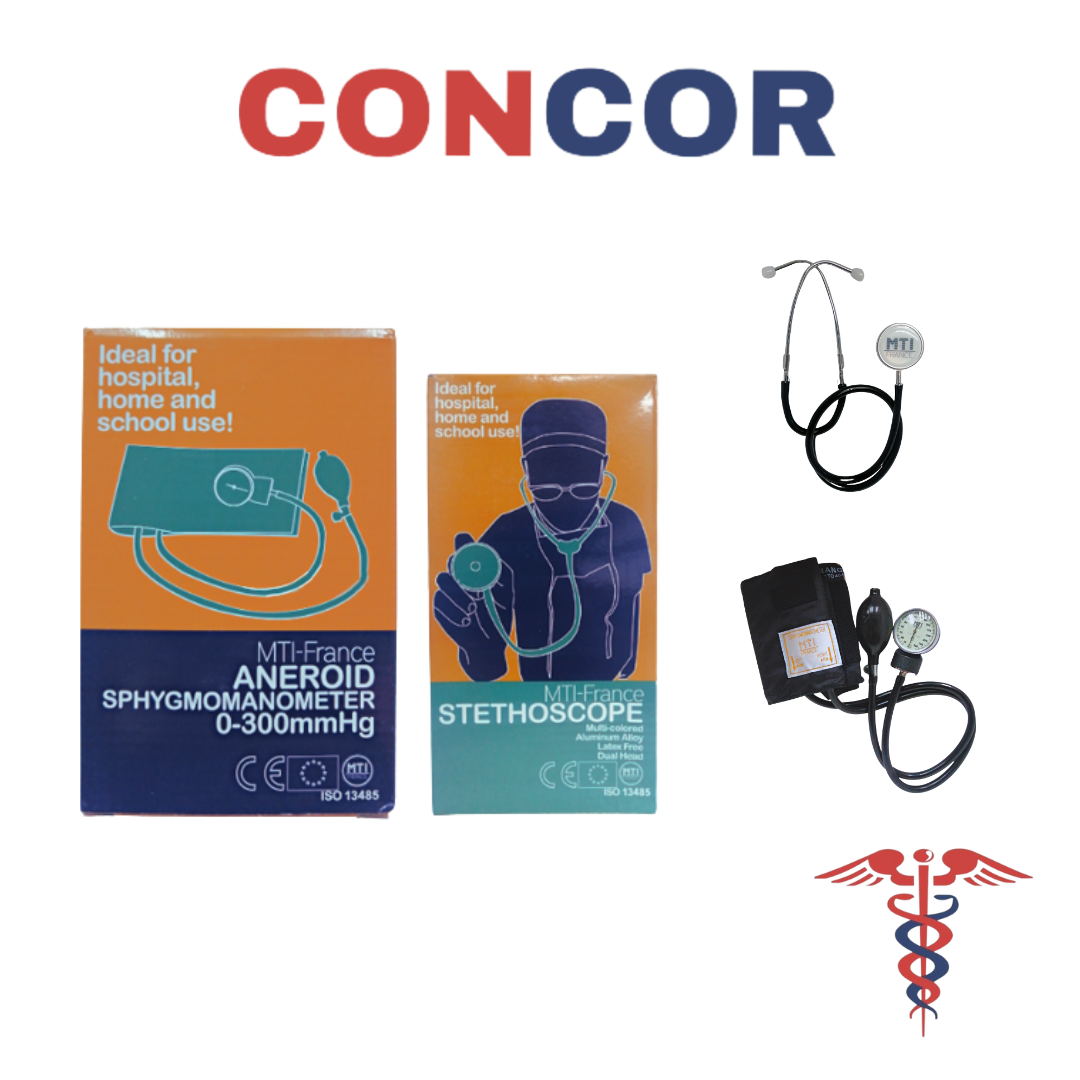 CONCOR
Ideal for
hospital,
home and
school use!
MTI-France
ANEROID
SPHYGMOMANOMETER
0-300mmHg
CE
MTI
ISO 13485
Ideal for
hospital,
home and
school use!
MTI-France
STETHOSCOPE
Multi-colored
Aluminum Alloy
Latex Free
Dual Head
CE
MTI
ISO 13485
MTI
FRANCE
MTI